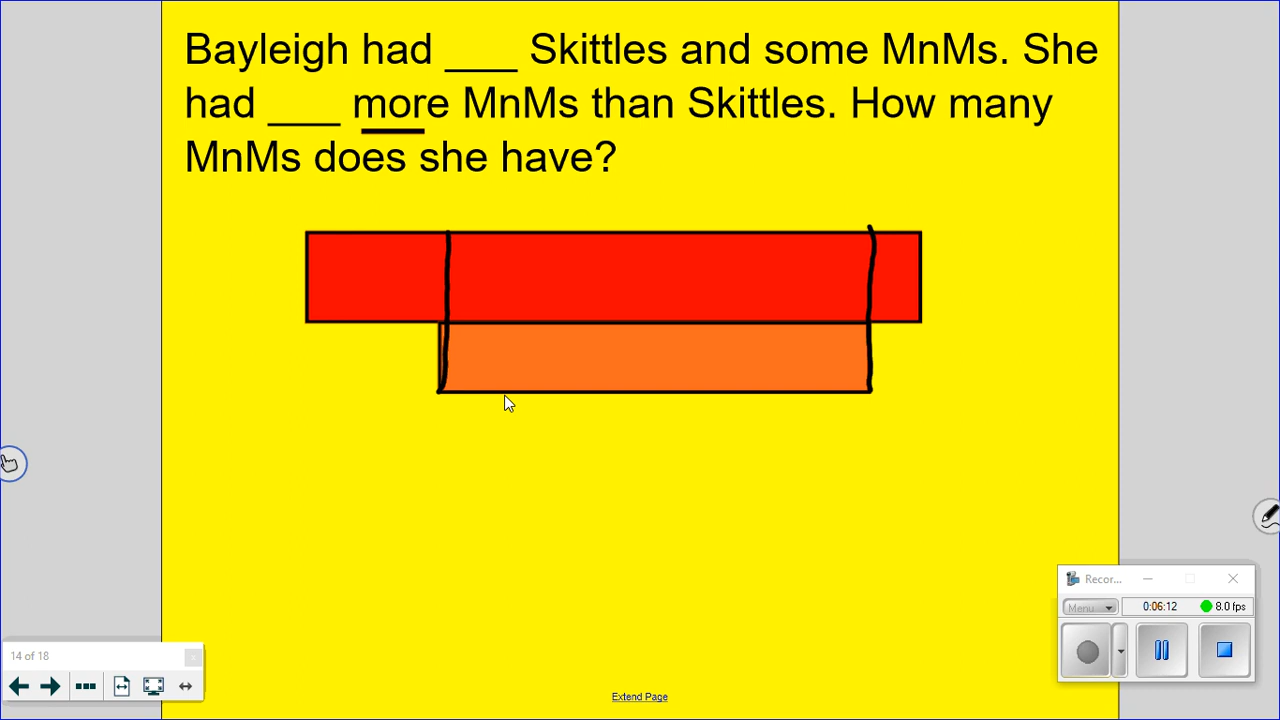 Bayleigh had ___ Skittles and some MnMs. She
had ___ more MnMs than Skittles. How many
MnMs does she have?
Recor...
Menu
0:06:12
8.0 fps
14 of 18
Extend Page